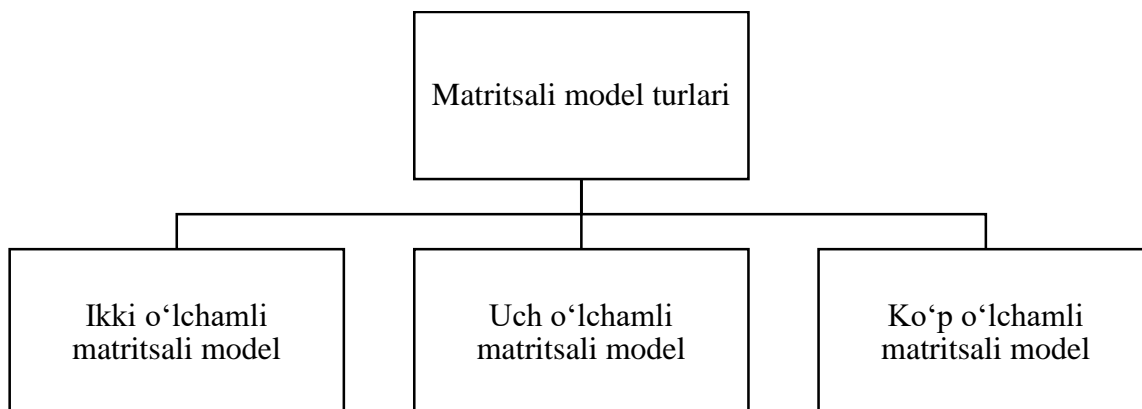 Matritsali model turlari
Ikki o‘lchamli
matritsali model
Uch o‘lchamli
matritsali model
Ko‘p o‘lchamli
matritsali model